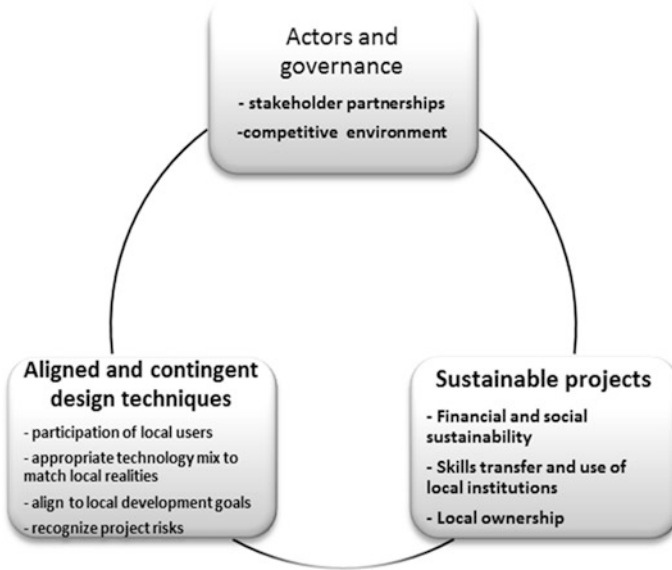 Actors and
governance
- stakeholder partnerships
-competitive environment
Aligned and contingent
design techniques
- participation of local users
- appropriate technology mix to
match local realities
- align to local development goals
- recognize project risks
Sustainable projects
- Financial and social
sustainability
- Skills transfer and use of
local institutions
- Local ownership